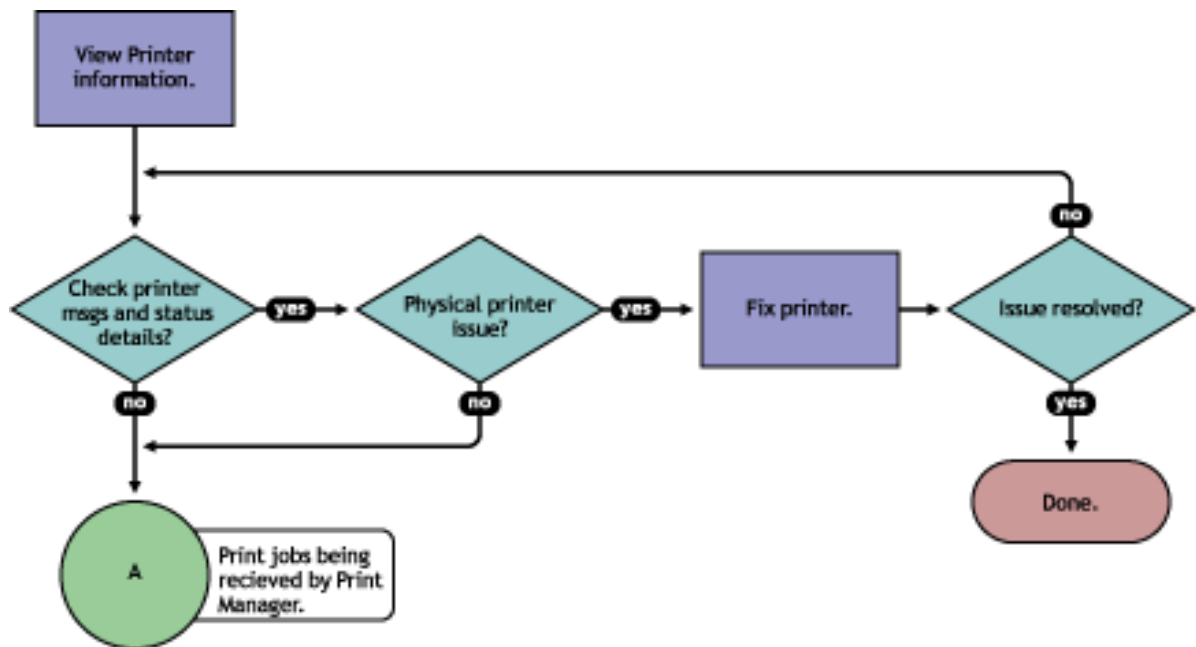 View Printer
information.
no
Check printer
msgs and status
details?
yes
Physical printer
issue?
yes
Fix printer.
Issue resolved?
no
no
yes
Done.
A
Print jobs being
recieved by Print
Manager.